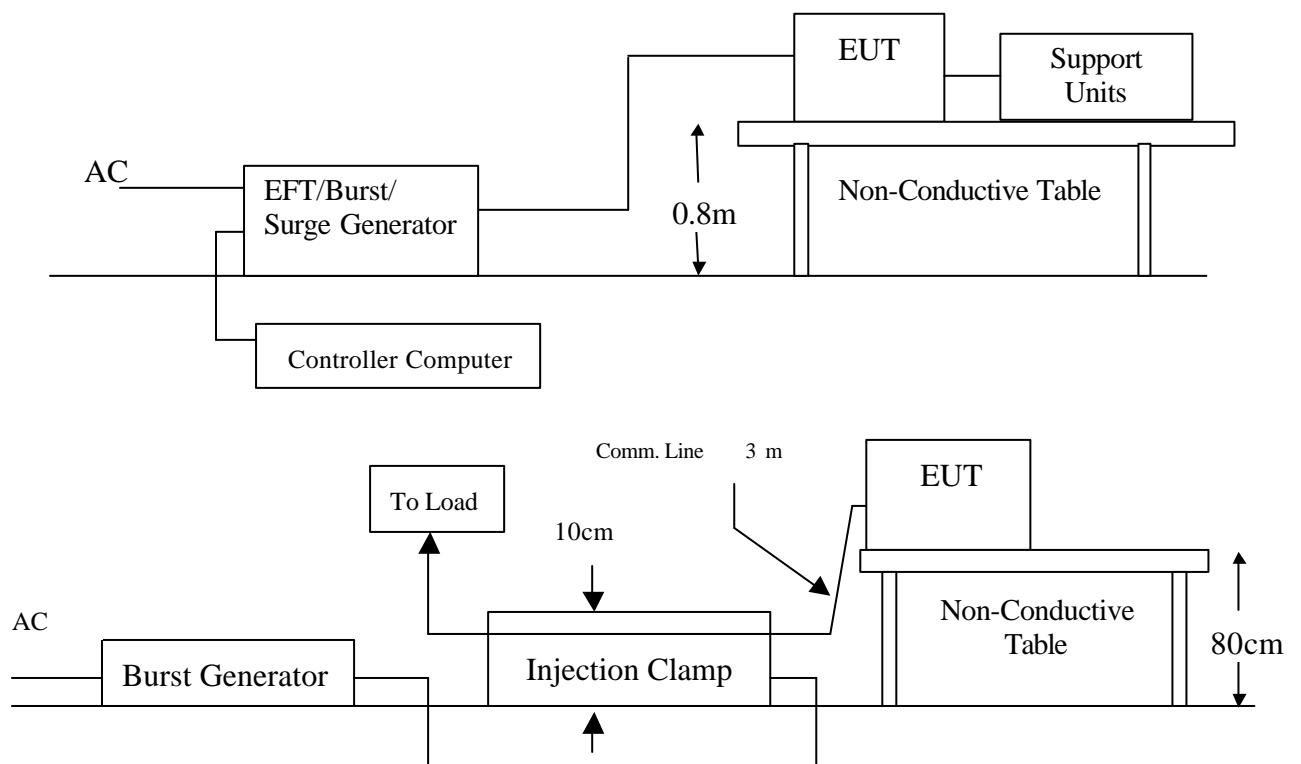 EUT
Support
Units
AC
EFT/Burst/
Surge Generator
0.8m
Non-Conductive Table
Controller Computer
Comm. Line 3 m
EUT
To Load
10cm
AC
Burst Generator
Injection Clamp
Non-Conductive
Table
80cm